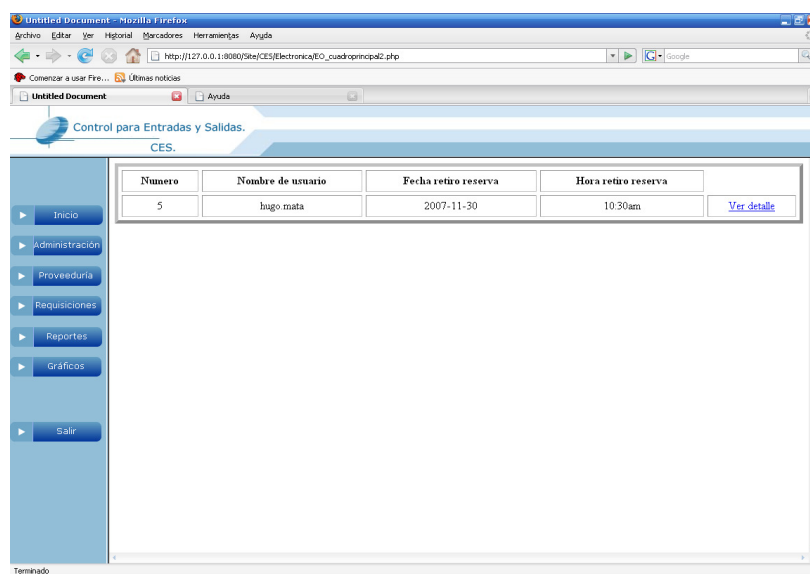 Untitled Document - Mozilla Firefox
Archivo Editar Ver Historial Marcadores Herramientas Ayuda
http://127.0.0.1:8080/Site/CES/Electronica/EO_cuadroprincipal2.php
Google
Comenzar a usar Fire... Últimas noticias
Untitled Document Ayuda
Control para Entradas y Salidas.
CES.
Numero Nombre de usuario Fecha retiro reserva Hora retiro reserva
5 hugo.mata 2007-11-30 10:30am Ver detalle
Inicio
Administración
Proveeduría
Requisiciones
Reportes
Gráficos
Salir
Terminado